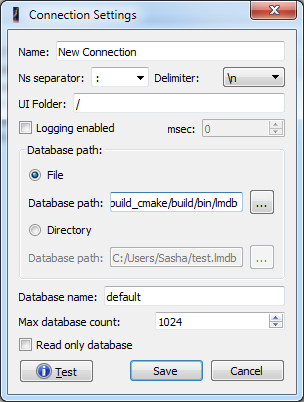 Connection Settings
Name: New Connection
Ns separator: : Delimiter: \n
UI Folder: /
Logging enabled msec: 0
Database path:
File
Database path: build_cmake/build/bin/lmdb ...
Directory
Database path: C:/Users/Sasha/test.lmdb ...
Database name: default
Max database count: 1024
Read only database
Test Save Cancel